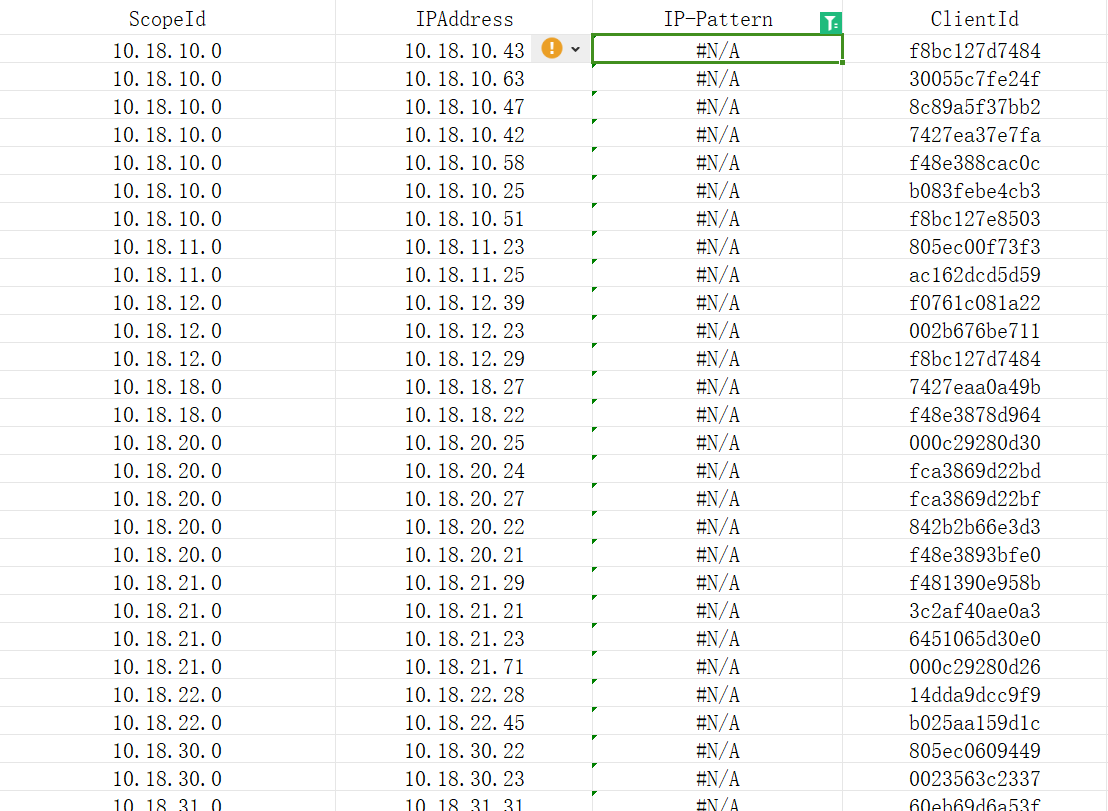 ScopeId IPAddress IP-Pattern ClientId
10.18.10.0 10.18.10.43 #N/A f8bc127d7484
10.18.10.0 10.18.10.63 #N/A 30055c7fe24f
10.18.10.0 10.18.10.47 #N/A 8c89a5f37bb2
10.18.10.0 10.18.10.42 #N/A 7427ea37e7fa
10.18.10.0 10.18.10.58 #N/A f48e388cac0c
10.18.10.0 10.18.10.25 #N/A b083febe4cb3
10.18.10.0 10.18.10.51 #N/A f8bc127e8503
10.18.11.0 10.18.11.23 #N/A 805ec00f73f3
10.18.11.0 10.18.11.25 #N/A ac162dcd5d59
10.18.12.0 10.18.12.39 #N/A f0761c081a22
10.18.12.0 10.18.12.23 #N/A 002b676be711
10.18.12.0 10.18.12.29 #N/A f8bc127d7484
10.18.18.0 10.18.18.27 #N/A 7427eaa0a49b
10.18.18.0 10.18.18.22 #N/A f48e3878d964
10.18.20.0 10.18.20.25 #N/A 000c29280d30
10.18.20.0 10.18.20.24 #N/A fca3869d22bd
10.18.20.0 10.18.20.27 #N/A fca3869d22bf
10.18.20.0 10.18.20.22 #N/A 842b2b66e3d3
10.18.20.0 10.18.20.21 #N/A f48e3893bfe0
10.18.21.0 10.18.21.29 #N/A f481390e958b
10.18.21.0 10.18.21.21 #N/A 3c2af40ae0a3
10.18.21.0 10.18.21.23 #N/A 6451065d30e0
10.18.21.0 10.18.21.71 #N/A 000c29280d26
10.18.22.0 10.18.22.28 #N/A 14dda9dcc9f9
10.18.22.0 10.18.22.45 #N/A b025aa159d1c
10.18.30.0 10.18.30.22 #N/A 805ec0609449
10.18.30.0 10.18.30.23 #N/A 0023563c2337
10.18.31.0 10.18.31.31 #N/A 60eb69d6a53f